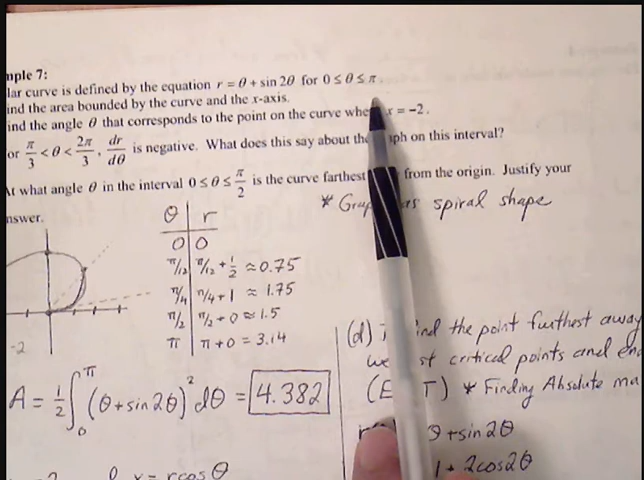 mple 7:
lar curve is defined by the equation r = θ + sin 2θ for 0 ≤ θ ≤ π.
ind the area bounded by the curve and the x-axis.
ind the angle θ that corresponds to the point on the curve whe x = −2.
or π/3 < θ < 2π/3, dr/dθ is negative. What does this say about the ph on this interval?
At what angle θ in the interval 0 ≤ θ ≤ π/2 is the curve farthest from the origin. Justify your
nswer.
* Grap as spiral shape
θ r
0 0
π/12 π/12 + 1/2 ≈ 0.75
π/4 π/4 + 1 ≈ 1.75
π/2 π/2 + 0 ≈ 1.5
π π + 0 = 3.14
-2
A = 1/2 ∫₀^π (θ + sin 2θ)² dθ = 4.382
x = r cos θ
(d) T ind the point furthest away
we st critical points and en
(E T) * Finding Absolute ma
θ + sin 2θ
1 + 2cos2θ